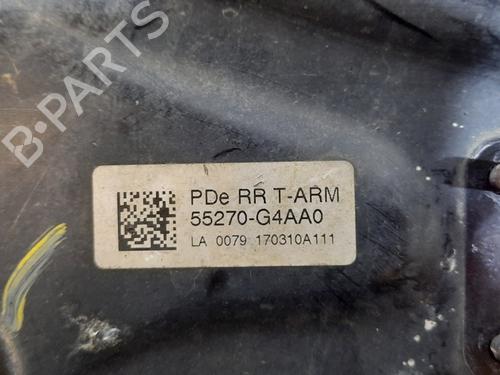 B-PARTS
PDe RR T-ARM
55270-G4AA0
LA 0079 170310A111